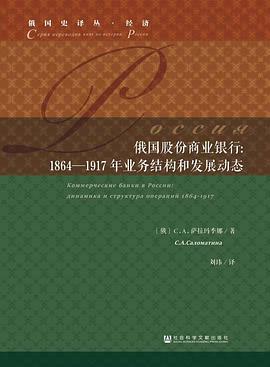 俄国史译丛·经济
Серия переводов книг по истории России
Россия
俄国股份商业银行:
1864—1917 年业务结构和发展动态
Коммерческие банки в России:
динамика и структура операций 1864-1917
〔俄〕С.А.萨拉玛季娜 / 著
С.А.Саломатина
刘玮 / 译
社会科学文献出版社